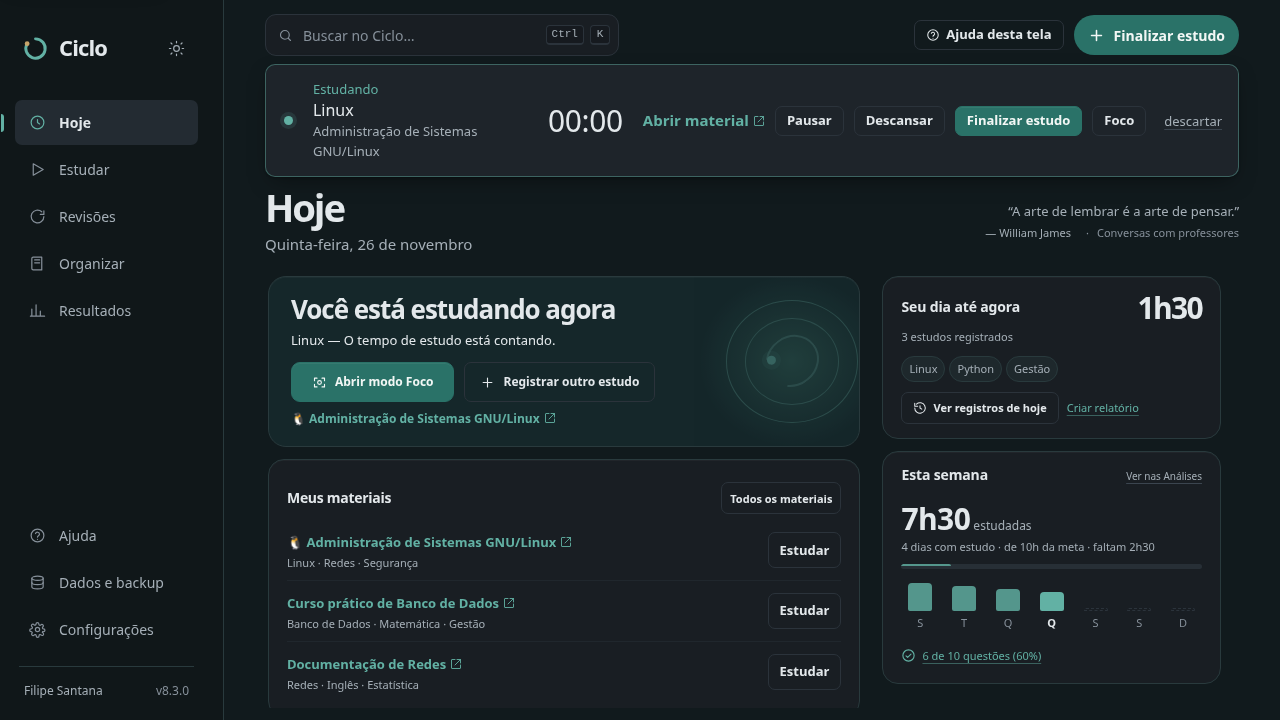 Ciclo
Hoje
Estudar
Revisões
Organizar
Resultados
Ajuda
Dados e backup
Configurações
Filipe Santana
v8.3.0
Buscar no Ciclo...
Ctrl
K
Ajuda desta tela
Finalizar estudo
Estudando
Linux
Administração de Sistemas
GNU/Linux
00:00
Abrir material
Pausar
Descansar
Finalizar estudo
Foco
descartar
Hoje
Quinta-feira, 26 de novembro
“A arte de lembrar é a arte de pensar.”
— William James · Conversas com professores
Você está estudando agora
Linux — O tempo de estudo está contando.
Abrir modo Foco
Registrar outro estudo
Administração de Sistemas GNU/Linux
Meus materiais
Todos os materiais
Administração de Sistemas GNU/Linux
Linux · Redes · Segurança
Estudar
Curso prático de Banco de Dados
Banco de Dados · Matemática · Gestão
Estudar
Documentação de Redes
Redes · Inglês · Estatística
Estudar
Seu dia até agora
1h30
3 estudos registrados
Linux
Python
Gestão
Ver registros de hoje
Criar relatório
Esta semana
Ver nas Análises
7h30 estudadas
4 dias com estudo · de 10h da meta · faltam 2h30
S T Q Q S S D
6 de 10 questões (60%)